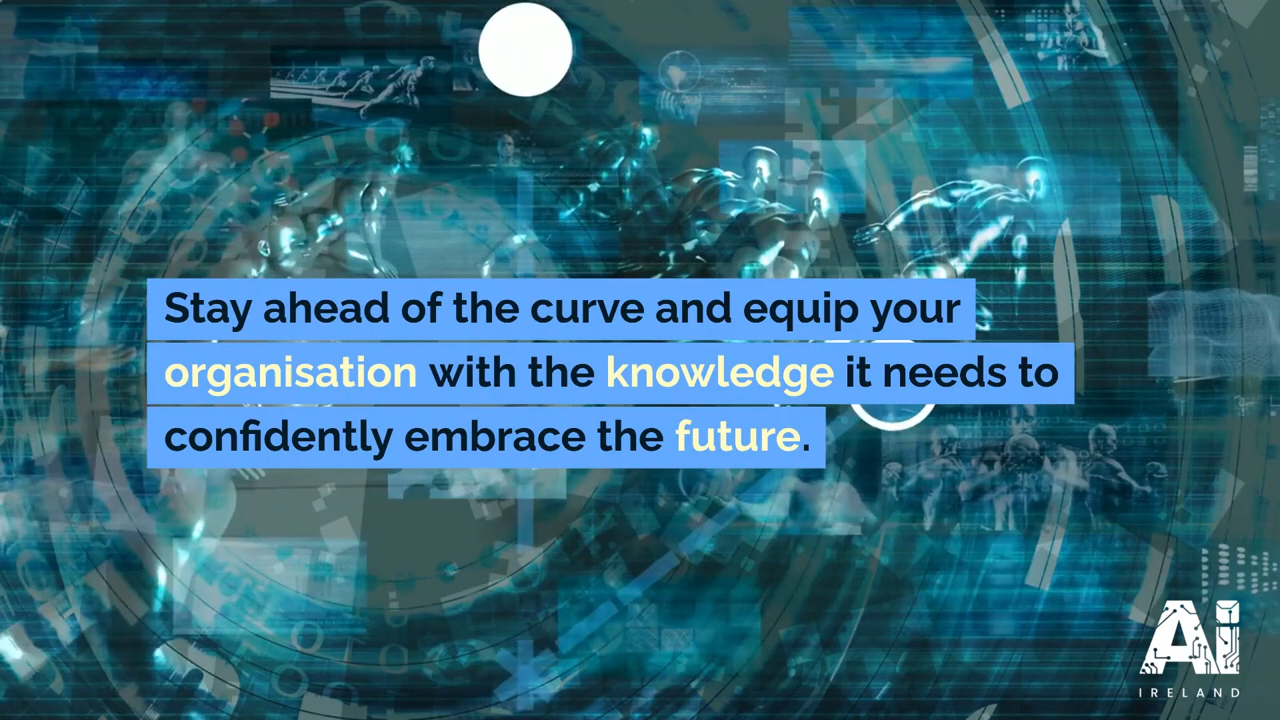 Stay ahead of the curve and equip your
organisation with the knowledge it needs to
confidently embrace the future.
Ai
IRELAND